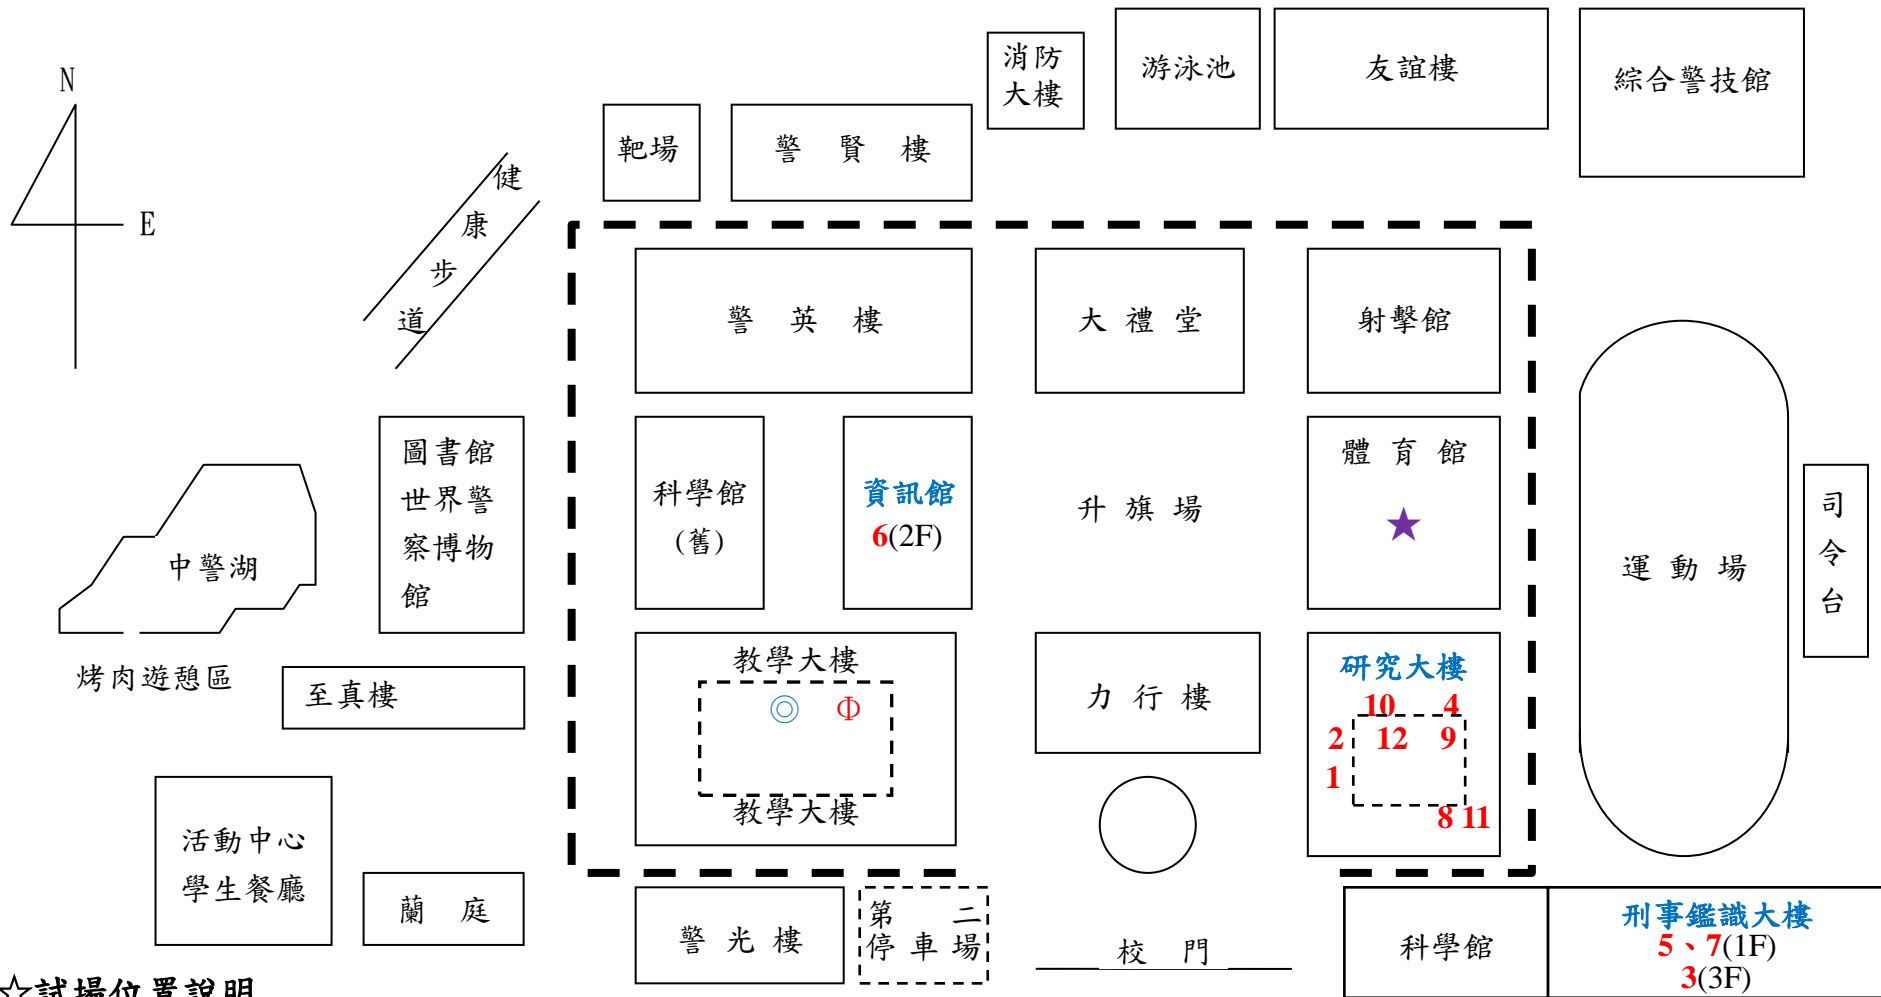 N
E
健
康
步
道
靶場
警 賢 樓
消防
大樓
游泳池
友誼樓
綜合警技館
警 英 樓
大 禮 堂
射擊館
圖書館
世界警
察博物
館
科學館
(舊)
資訊館
6(2F)
升 旗 場
體 育 館
★
運 動 場
司
令
台
中警湖
烤肉遊憩區
至真樓
教學大樓
◎ Φ
教學大樓
力 行 樓
研究大樓
10 4
2 12 9
1
8 11
活動中心
學生餐廳
蘭 庭
警 光 樓
第 二
停 車 場
校 門
科學館
刑事鑑識大樓
5、7(1F)
3(3F)
☆試場位置說明